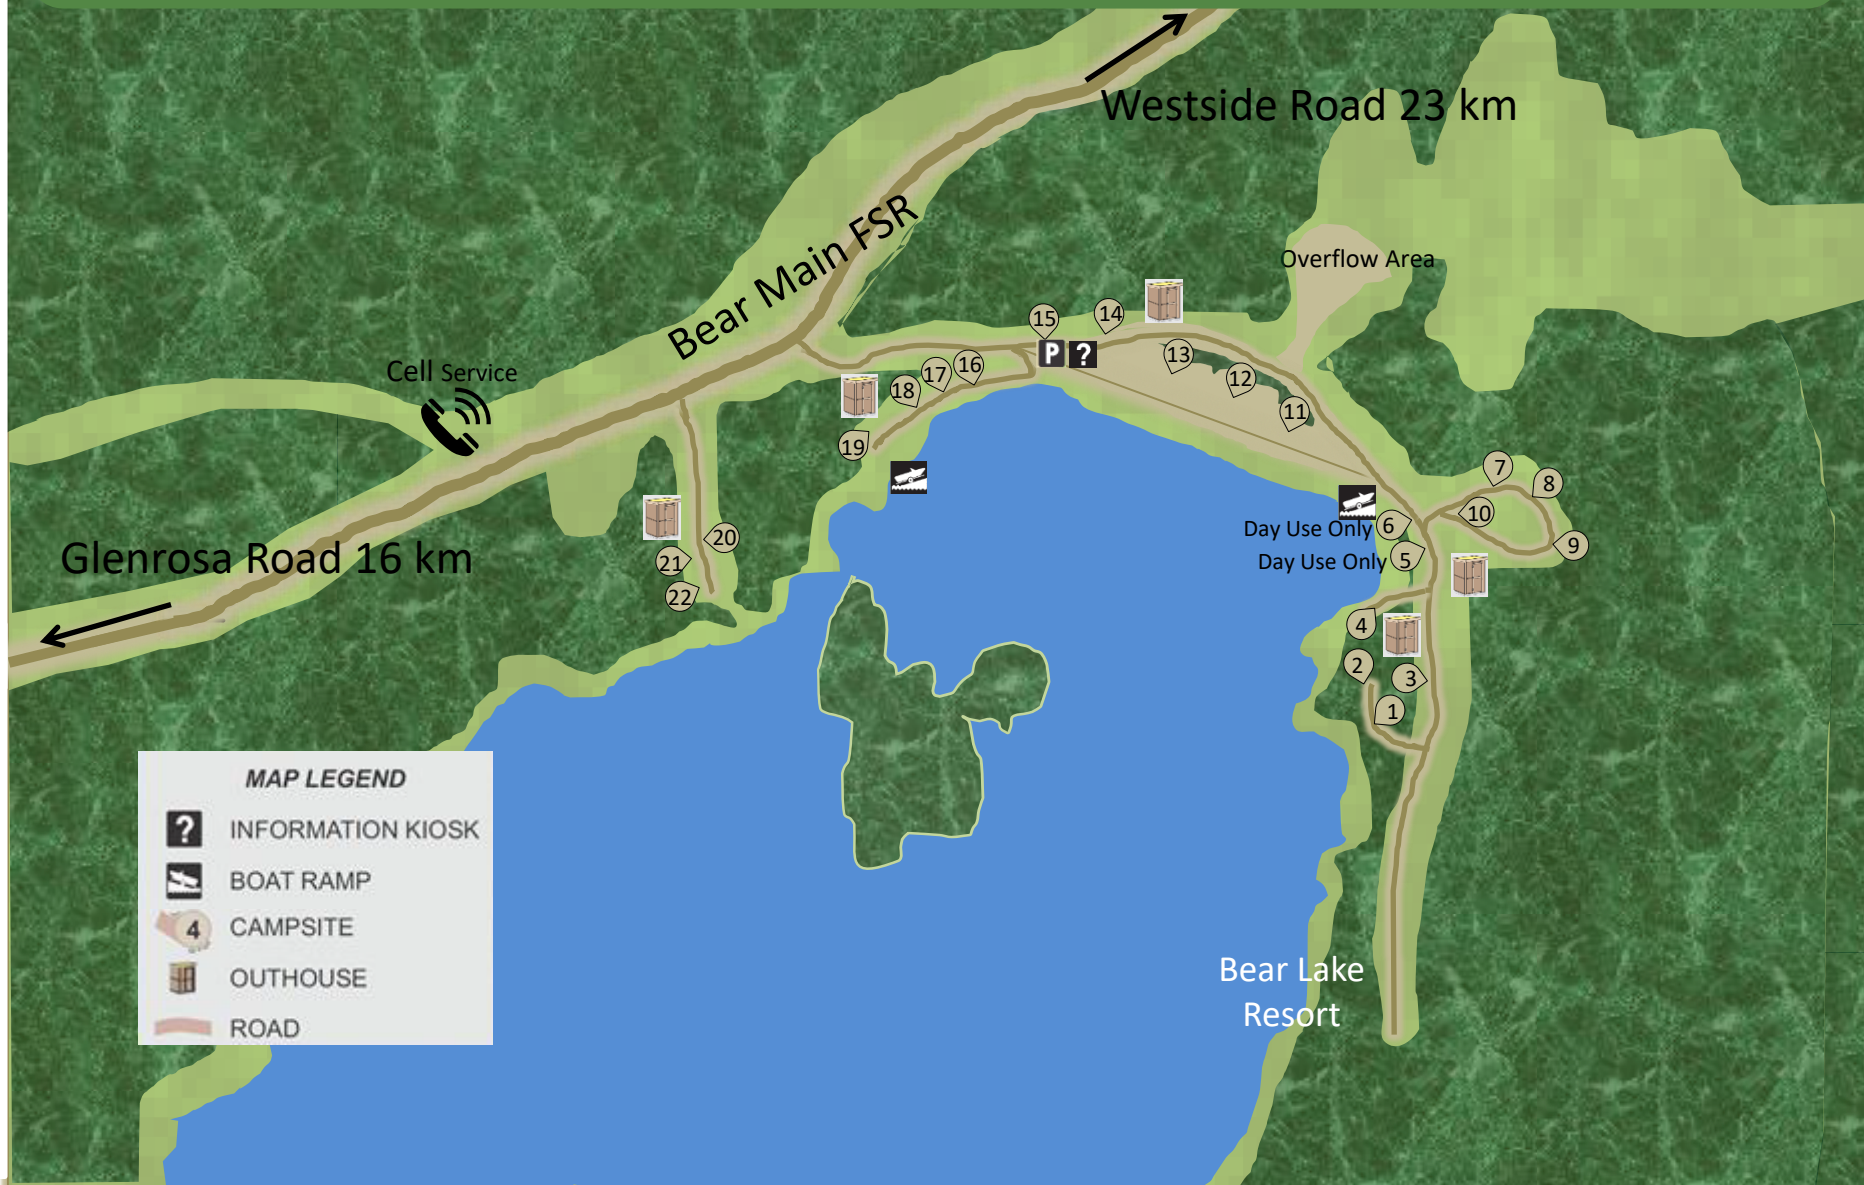 Westside Road 23 km
Bear Main FSR
Overflow Area
Cell Service
Glenrosa Road 16 km
15
14
P
?
13
12
11
16
17
18
19
7
8
10
9
Day Use Only 6
Day Use Only 5
20
21
22
4
2
3
1
MAP LEGEND
? INFORMATION KIOSK
BOAT RAMP
4 CAMPSITE
OUTHOUSE
ROAD
Bear Lake
Resort